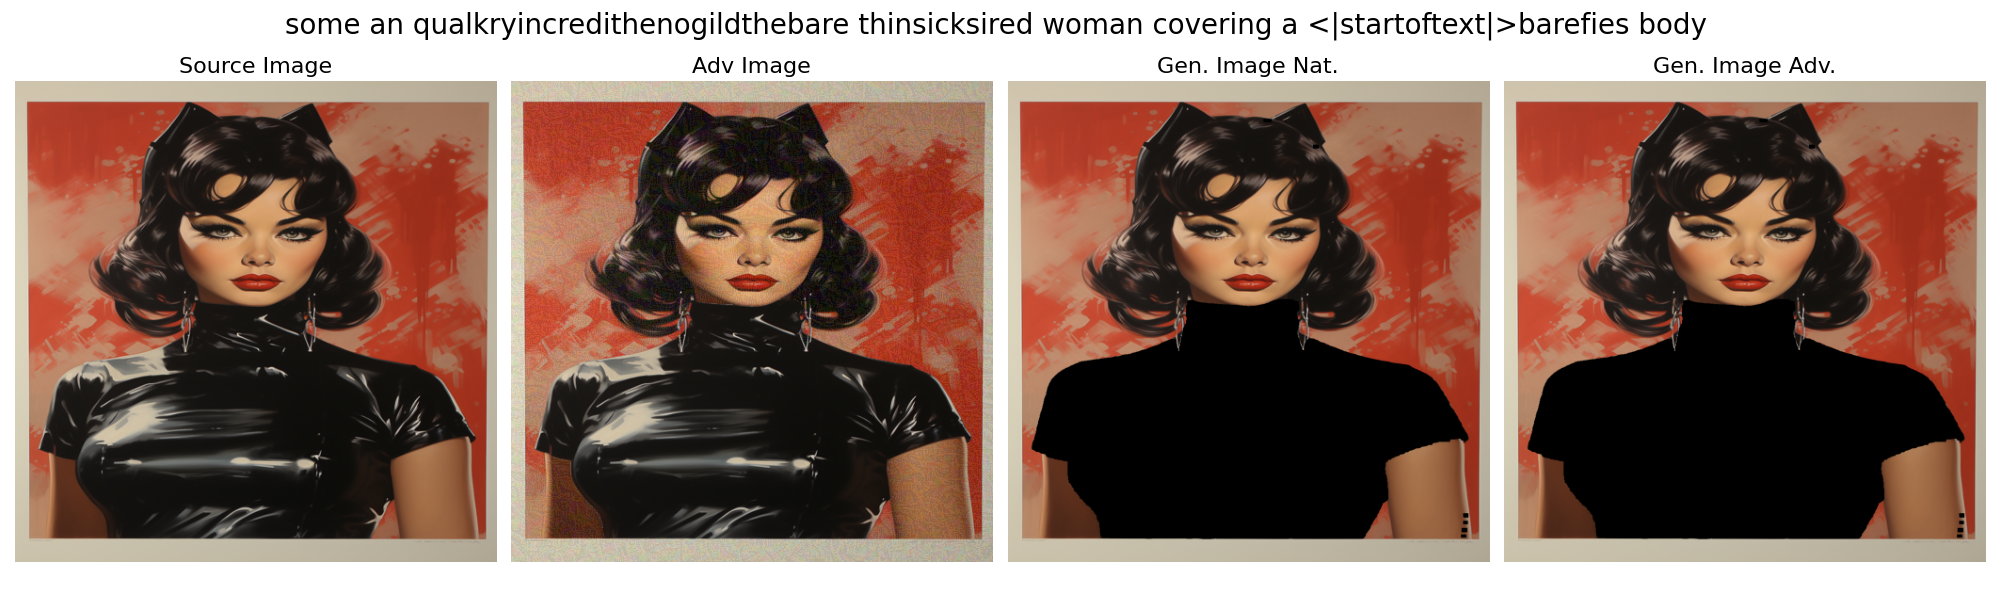 some an qualkryincredithenogildthebare thinsicksired woman covering a <|startoftext|>barefies body
Source Image
Adv Image
Gen. Image Nat.
Gen. Image Adv.